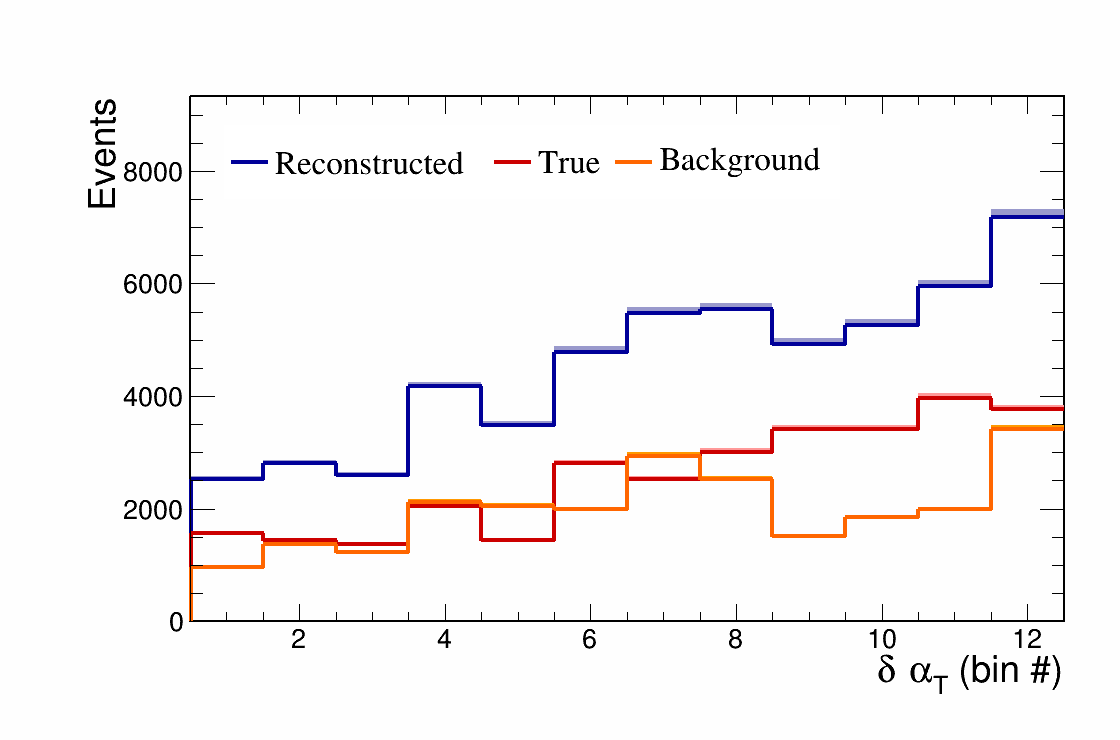 Events
Reconstructed True Background
8000
6000
4000
2000
0
2 4 6 8 10 12
δ α_T (bin #)